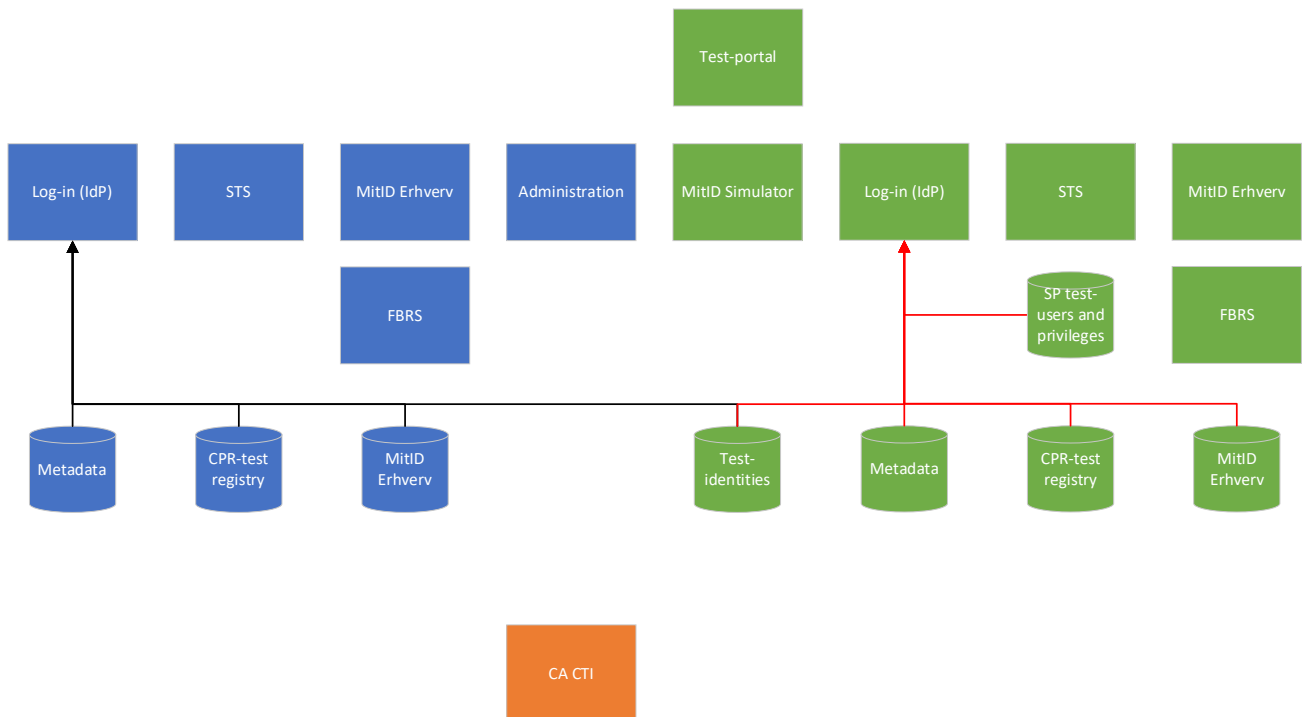 Test-portal
Log-in (IdP)
STS
MitID Erhverv
Administration
MitID Simulator
Log-in (IdP)
STS
MitID Erhverv
FBRS
SP test-
users and
privileges
FBRS
Metadata
CPR-test
registry
MitID
Erhverv
Test-
identities
Metadata
CPR-test
registry
MitID
Erhverv
CA CTI